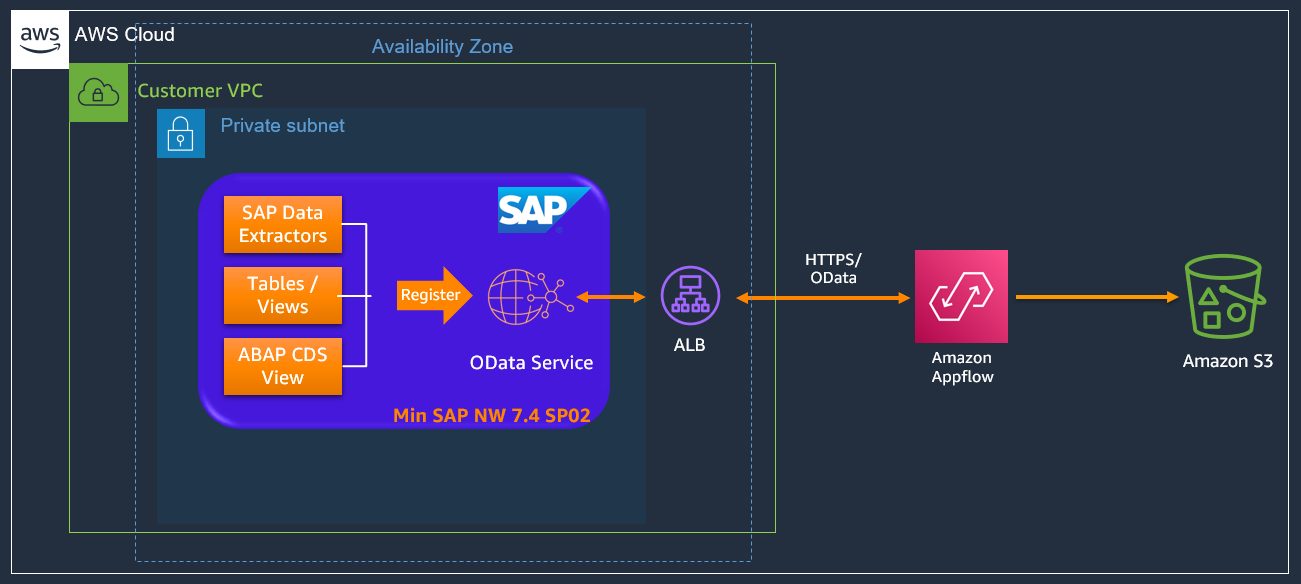 aws
AWS Cloud
Availability Zone
Customer VPC
Private subnet
SAP Data
Extractors
Tables /
Views
ABAP CDS
View
Register
SAP
®
OData Service
Min SAP NW 7.4 SP02
ALB
HTTPS/
OData
Amazon
Appflow
Amazon S3